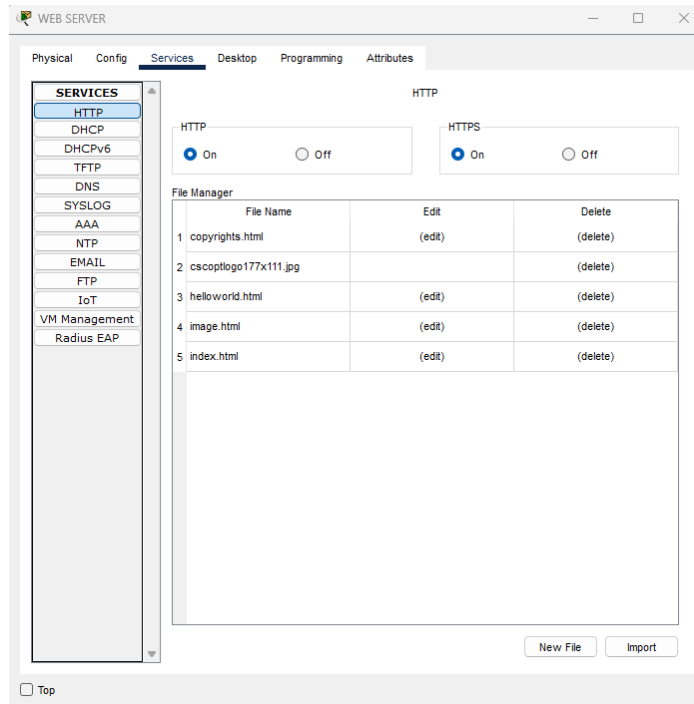 WEB SERVER
Physical Config Services Desktop Programming Attributes
SERVICES
HTTP
DHCP
DHCPv6
TFTP
DNS
SYSLOG
AAA
NTP
EMAIL
FTP
IoT
VM Management
Radius EAP
HTTP
HTTP
On Off
HTTPS
On Off
File Manager
File Name Edit Delete
1 copyrights.html (edit) (delete)
2 cscoptlogo177x111.jpg (delete)
3 helloworld.html (edit) (delete)
4 image.html (edit) (delete)
5 index.html (edit) (delete)
New File Import
Top